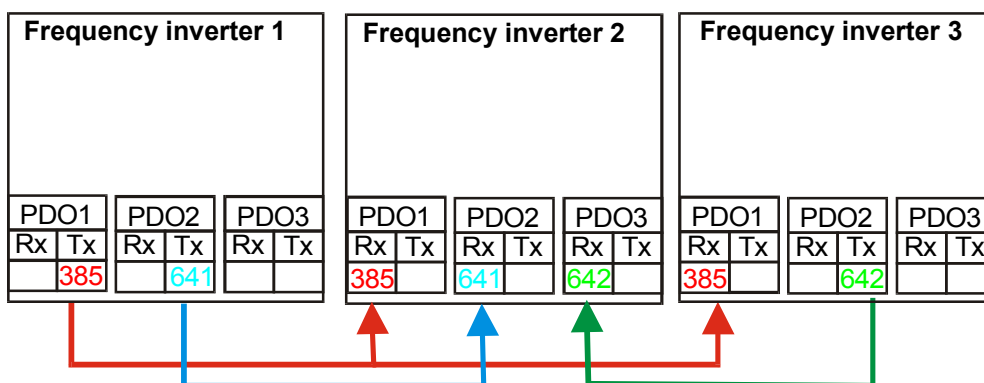 Frequency inverter 1 Frequency inverter 2 Frequency inverter 3
PDO1 PDO2 PDO3 PDO1 PDO2 PDO3 PDO1 PDO2 PDO3
Rx Tx Rx Tx Rx Tx Rx Tx Rx Tx Rx Tx Rx Tx Rx Tx Rx Tx
385 641 385 641 642 385 642